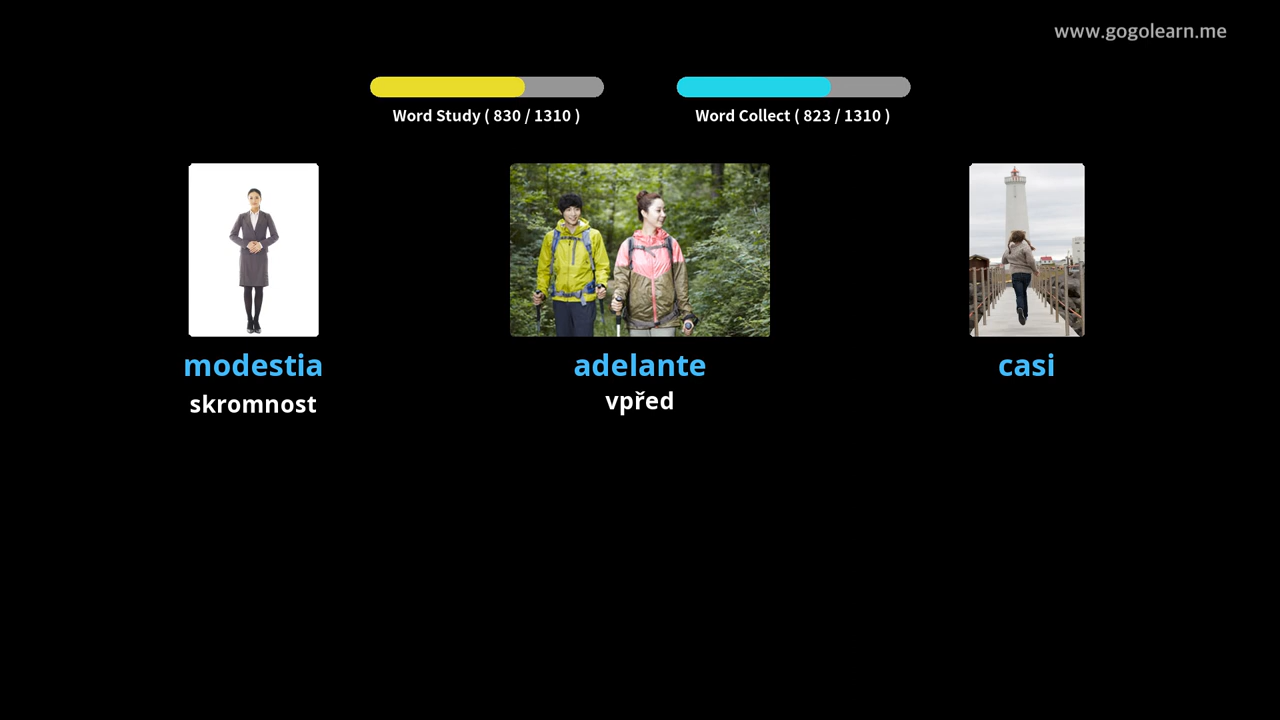 www.gogolearn.me
Word Study ( 830 / 1310 )
Word Collect ( 823 / 1310 )
modestia
skromnost
adelante
vpřed
casi